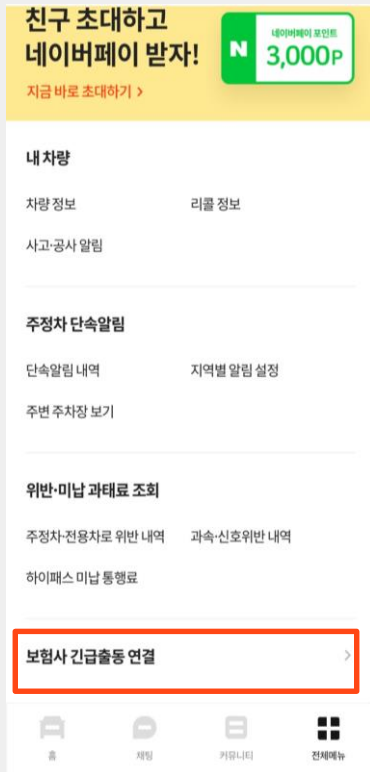 친구 초대하고
네이버페이 받자!
지금 바로 초대하기 >
N
네이버페이 포인트
3,000P
내 차량
차량 정보 리콜 정보
사고·공사 알림
주정차 단속알림
단속알림 내역 지역별 알림 설정
주변 주차장 보기
위반·미납 과태료 조회
주정차·전용차로 위반 내역 과속·신호위반 내역
하이패스 미납 통행료
보험사 긴급출동 연결 >
홈 채팅 커뮤니티 전체메뉴